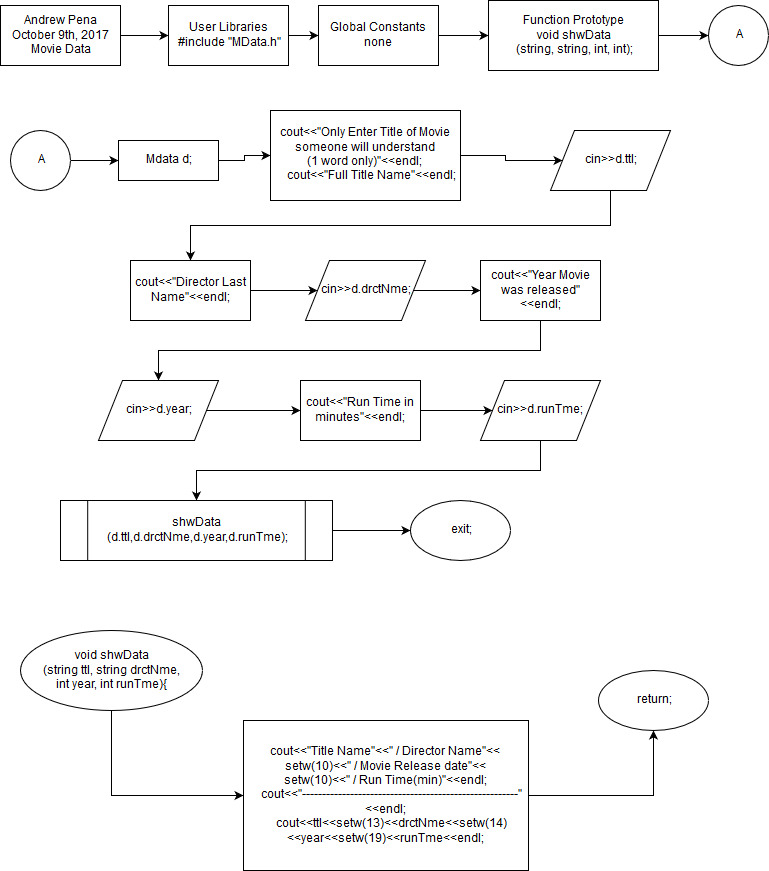 Andrew Pena
October 9th, 2017
Movie Data
User Libraries
#include "MData.h"
Global Constants
none
Function Prototype
void shwData
(string, string, int, int);
A
A
Mdata d;
cout<<"Only Enter Title of Movie
someone will understand
(1 word only)"<<endl;
cout<<"Full Title Name"<<endl;
cin>>d.ttl;
cout<<"Director Last
Name"<<endl;
cin>>d.drctNme;
cout<<"Year Movie
was released"
<<endl;
cin>>d.year;
cout<<"Run Time in
minutes"<<endl;
cin>>d.runTme;
shwData
(d.ttl,d.drctNme,d.year,d.runTme);
exit;
void shwData
(string ttl, string drctNme,
int year, int runTme){
return;
cout<<"Title Name"<<" / Director Name"<<
setw(10)<<" / Movie Release date"<<
setw(10)<<" / Run Time(min)"<<endl;
cout<<"------------------------------------------------------"
<<endl;
cout<<ttl<<setw(13)<<drctNme<<setw(14)
<<year<<setw(19)<<runTme<<endl;